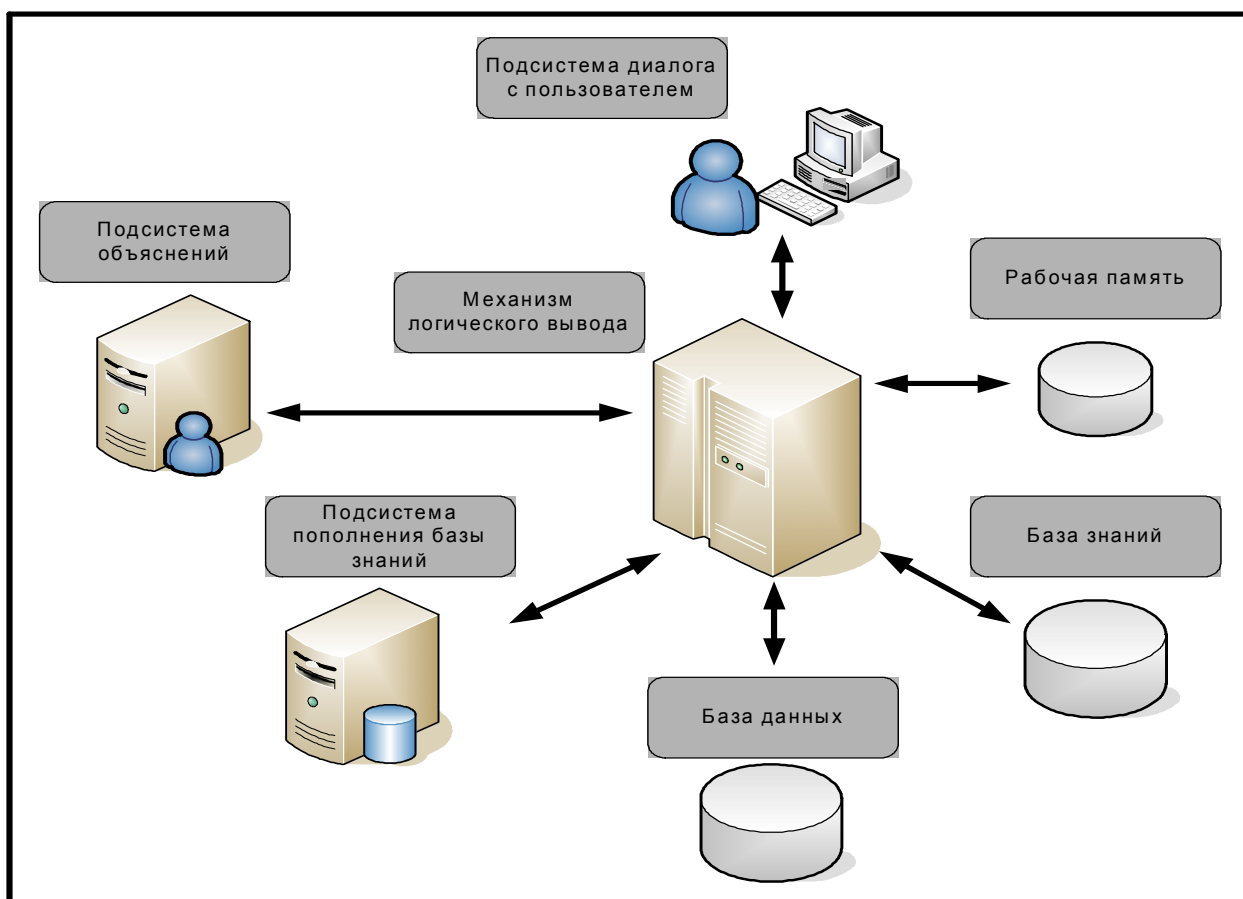 Подсистема диалога
с пользователем
Подсистема
объяснений
Механизм
логического вывода
Рабочая память
Подсистема
пополнения базы
знаний
База знаний
База данных